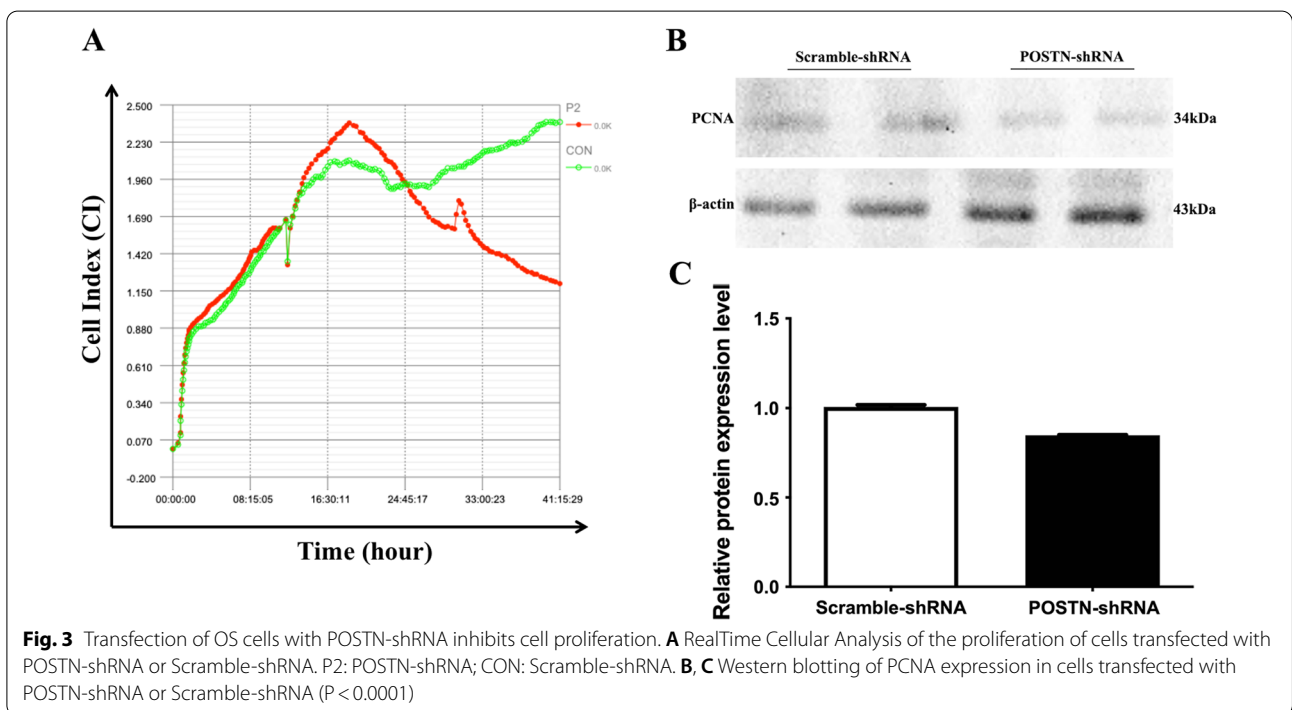 A
Cell Index (CI)
2.500
2.230
1.960
1.690
1.420
1.150
0.880
0.610
0.340
0.070
-0.200
00:00:00 08:15:05 16:30:11 24:45:17 33:00:23 41:15:29
Time (hour)
P2
0.0K
CON
0.0K
B
Scramble-shRNA POSTN-shRNA
PCNA 34kDa
β-actin 43kDa
C
Relative protein expression level
1.5
1.0
0.5
0.0
Scramble-shRNA POSTN-shRNA
Fig. 3 Transfection of OS cells with POSTN-shRNA inhibits cell proliferation. A RealTime Cellular Analysis of the proliferation of cells transfected with
POSTN-shRNA or Scramble-shRNA. P2: POSTN-shRNA; CON: Scramble-shRNA. B, C Western blotting of PCNA expression in cells transfected with
POSTN-shRNA or Scramble-shRNA (P < 0.0001)